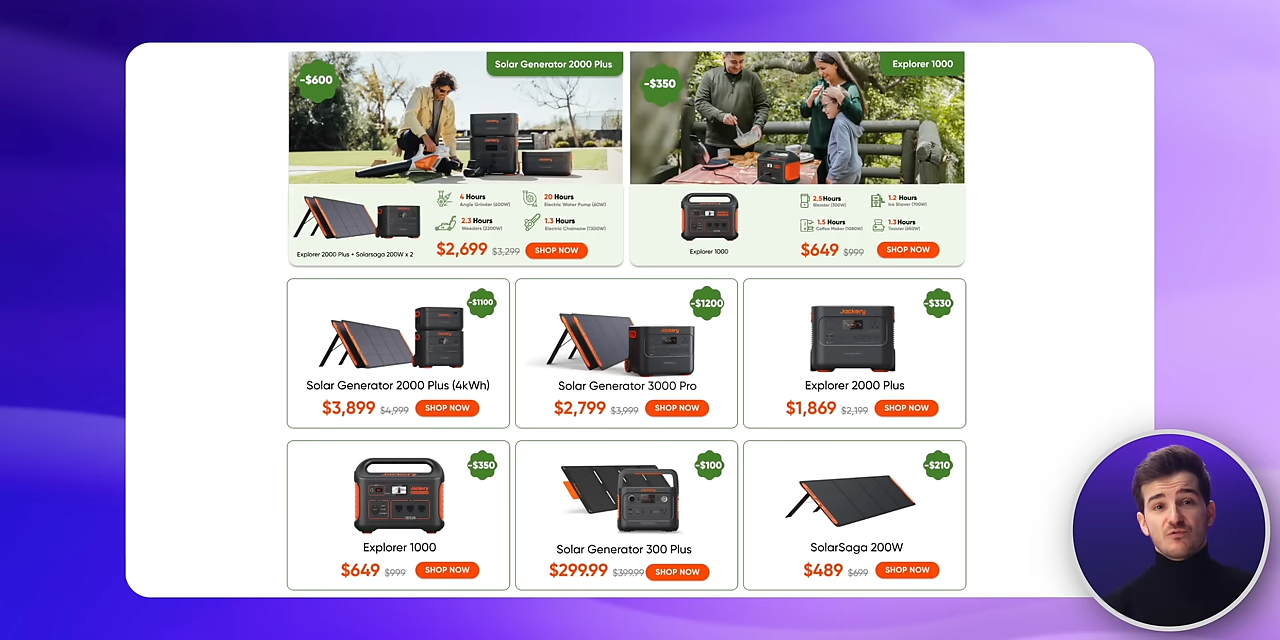 -$600
Solar Generator 2000 Plus
4 Hours
Angle Grinder (600W)
20 Hours
Electric Water Pump (60W)
2.3 Hours
Weeders (2200W)
1.3 Hours
Electric Chainsaw (1500W)
Explorer 2000 Plus + Solarsaga 200W x 2
$2,699 $3,299 SHOP NOW
-$350
Explorer 1000
2.5 Hours
Blender (300W)
1.2 Hours
Ice Shaver (700W)
1.5 Hours
Coffee Maker (1080W)
1.3 Hours
Toaster (650W)
Explorer 1000
$649 $999 SHOP NOW
-$1100
Jackery
Solar Generator 2000 Plus (4kWh)
$3,899 $4,999 SHOP NOW
-$1200
Jackery
Solar Generator 3000 Pro
$2,799 $3,999 SHOP NOW
-$330
Jackery
Explorer 2000 Plus
$1,869 $2,199 SHOP NOW
-$350
Jackery
Explorer 1000
$649 $999 SHOP NOW
-$100
Solar Generator 300 Plus
$299.99 $399.99 SHOP NOW
-$210
SolarSaga 200W
$489 $699 SHOP NOW